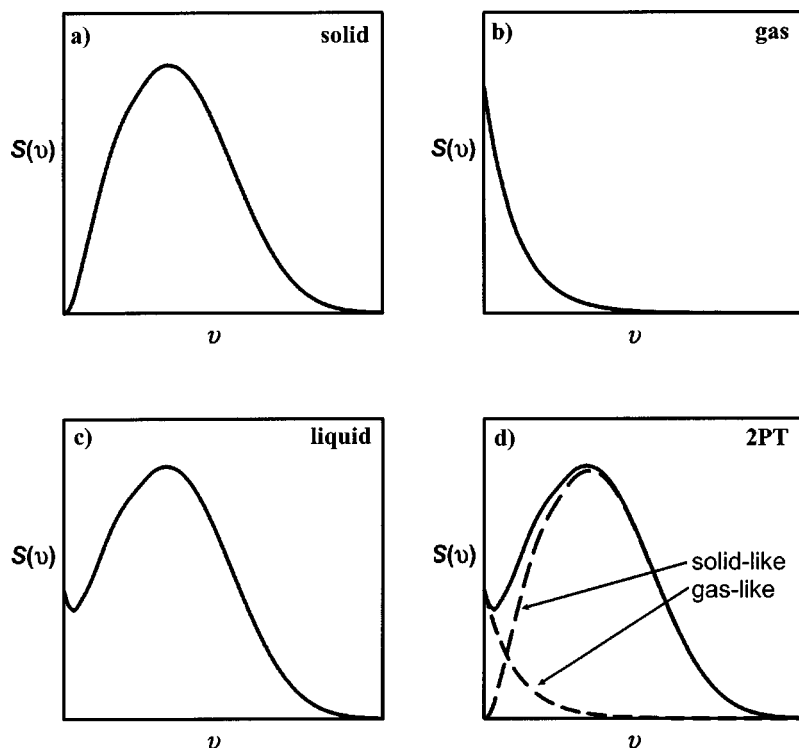 a) solid
S(υ)
υ
b) gas
S(υ)
υ
c) liquid
S(υ)
υ
d) 2PT
S(υ)
solid-like
gas-like
υ